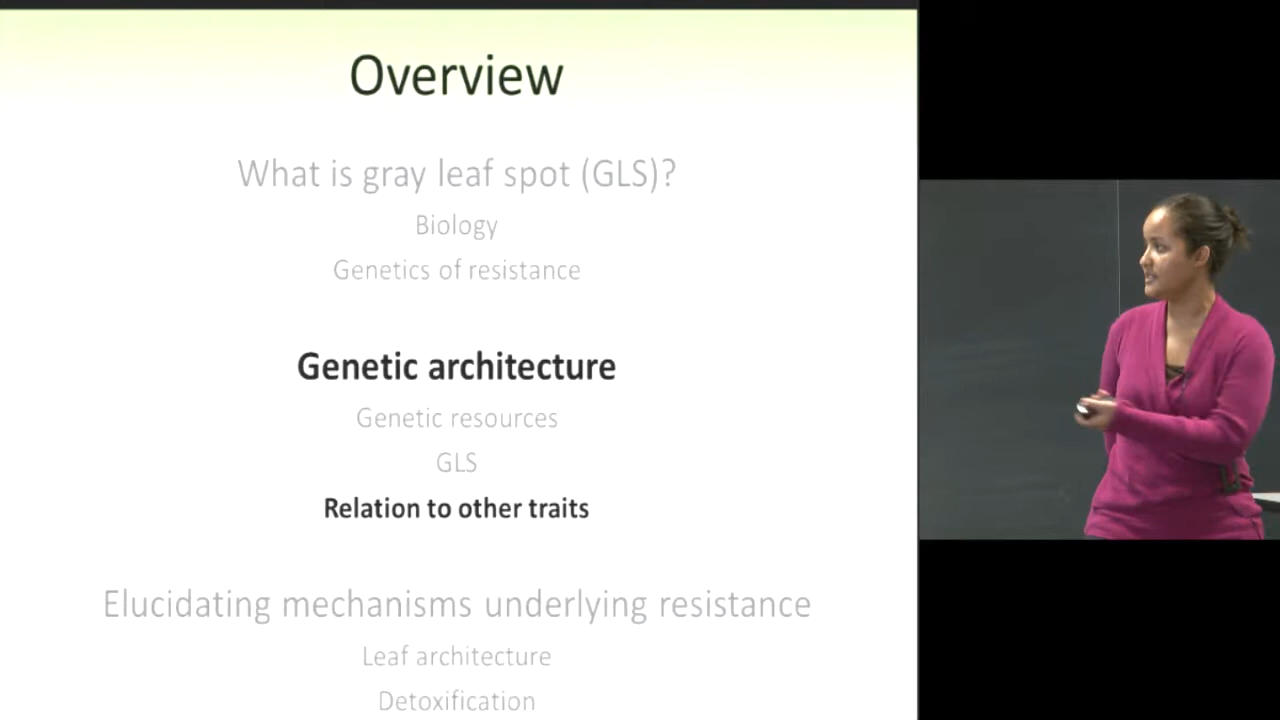 Overview
What is gray leaf spot (GLS)?
Biology
Genetics of resistance
Genetic architecture
Genetic resources
GLS
Relation to other traits
Elucidating mechanisms underlying resistance
Leaf architecture
Detoxification